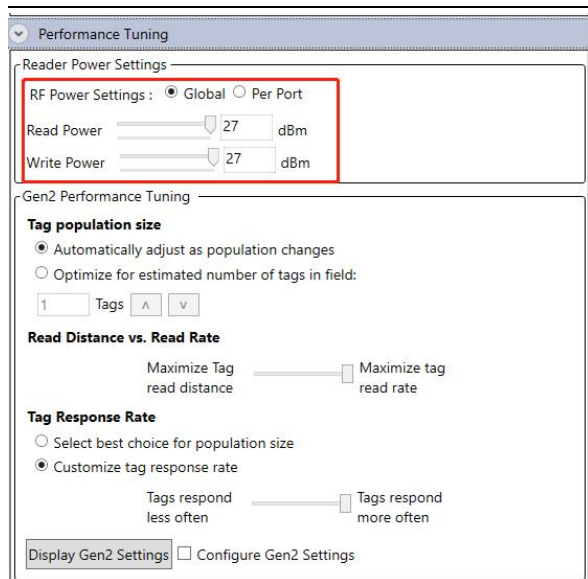 Performance Tuning
Reader Power Settings
RF Power Settings : Global Per Port
Read Power 27 dBm
Write Power 27 dBm
Gen2 Performance Tuning
Tag population size
Automatically adjust as population changes
Optimize for estimated number of tags in field:
1 Tags ∧ ∨
Read Distance vs. Read Rate
Maximize Tag Maximize tag
read distance read rate
Tag Response Rate
Select best choice for population size
Customize tag response rate
Tags respond Tags respond
less often more often
Display Gen2 Settings Configure Gen2 Settings